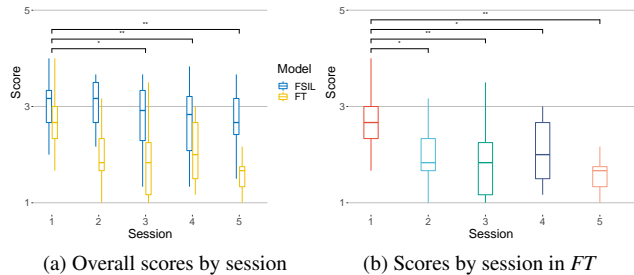 5
**
**
*
Score
3
1
1 2 3 4 5
Session
Model
FSIL
FT
(a) Overall scores by session
5
**
*
**
*
Score
3
1
1 2 3 4 5
Session
(b) Scores by session in FT